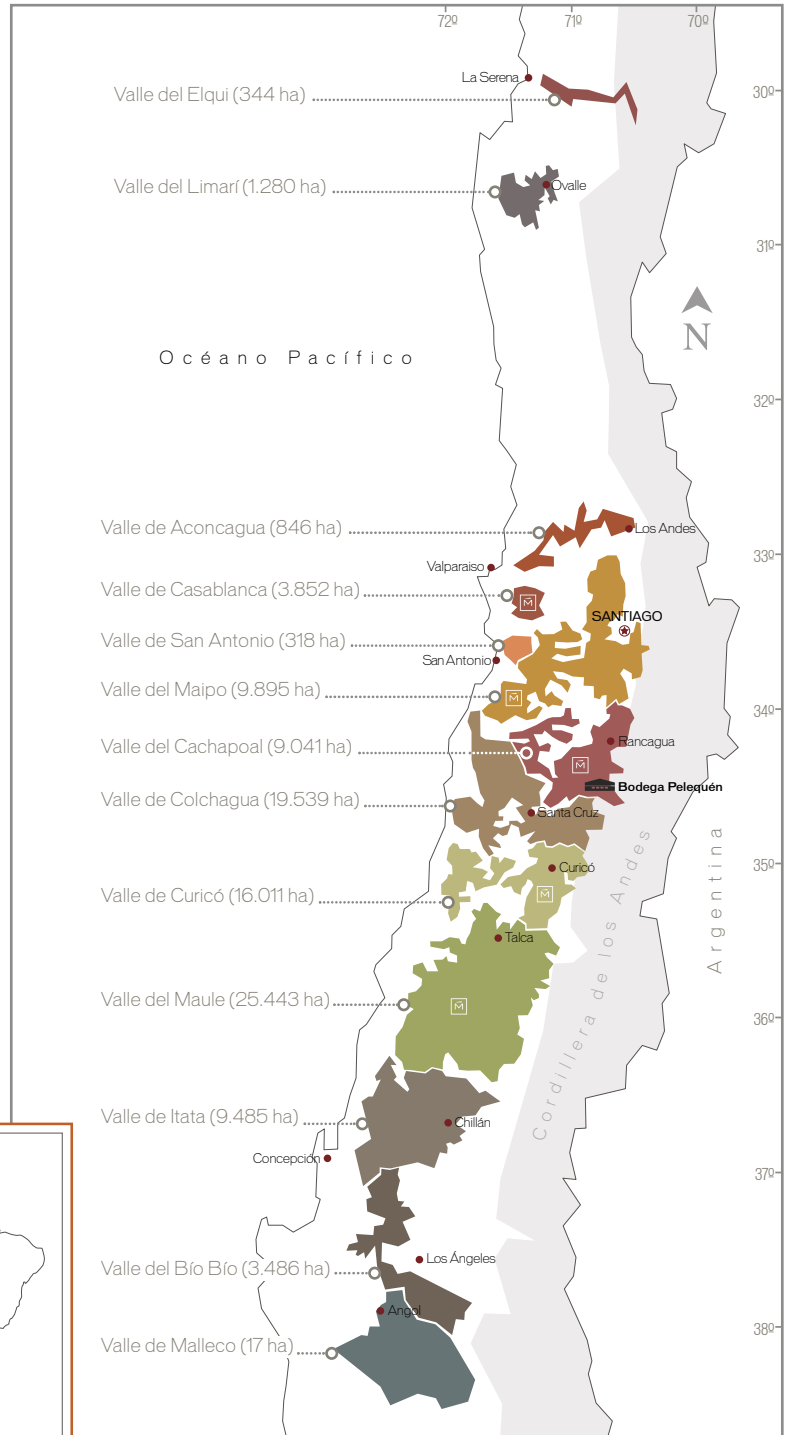 72º 71º 70º
La Serena
Valle del Elqui (344 ha)
30º
Valle del Limarí (1.280 ha)
Ovalle
31º
N
Océano Pacífico
32º
Valle de Aconcagua (846 ha)
Los Andes
33º
Valparaiso
Valle de Casablanca (3.852 ha)
M
SANTIAGO
Valle de San Antonio (318 ha)
San Antonio
Valle del Maipo (9.895 ha)
M
34º
Valle del Cachapoal (9.041 ha)
Rancagua
M
Bodega Pelequén
Valle de Colchagua (19.539 ha)
Santa Cruz
35º
Curicó
Valle de Curicó (16.011 ha)
M
Argentina
Cordillera de los Andes
Talca
Valle del Maule (25.443 ha)
M
36º
Valle de Itata (9.485 ha)
Chillán
Concepción
37º
Los Ángeles
Valle del Bío Bío (3.486 ha)
Angol
38º
Valle de Malleco (17 ha)